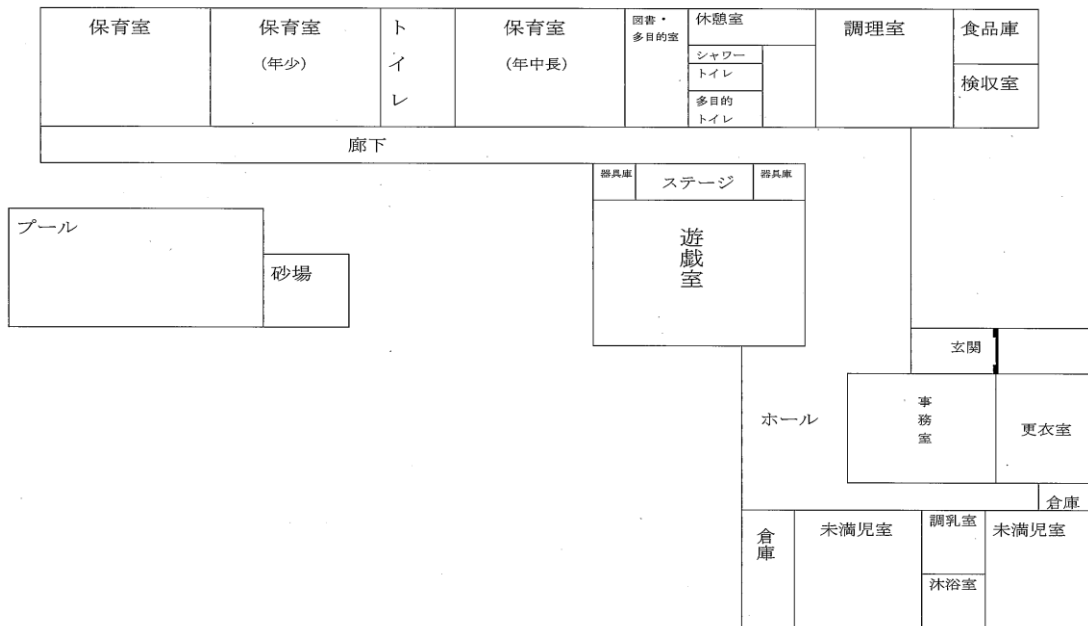 保育室
保育室
(年少)
トイレ
保育室
(年中長)
図書・
多目的室
休憩室
シャワー
トイレ
多目的
トイレ
調理室
食品庫
検収室
廊下
器具庫
ステージ
器具庫
遊戯室
プール
砂場
玄関
ホール
事務室
更衣室
倉庫
倉庫
未満児室
調乳室
沐浴室
未満児室